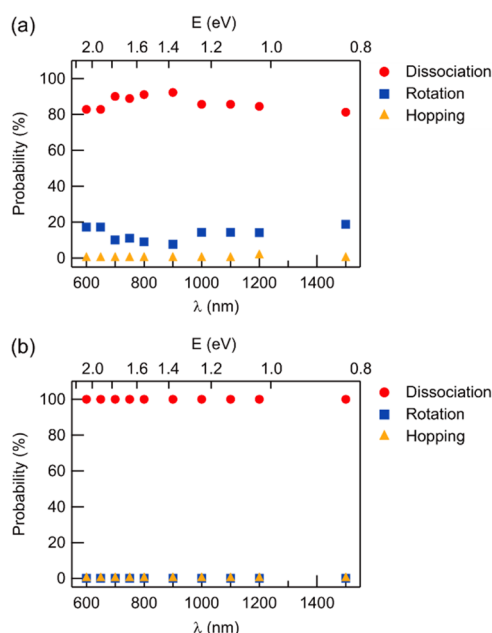 (a)
E (eV)
2.0 1.6 1.4 1.2 1.0 0.8
100
80
60
40
20
0
Probability (%)
Dissociation
Rotation
Hopping
600 800 1000 1200 1400
λ (nm)
(b)
E (eV)
2.0 1.6 1.4 1.2 1.0 0.8
100
80
60
40
20
0
Probability (%)
Dissociation
Rotation
Hopping
600 800 1000 1200 1400
λ (nm)